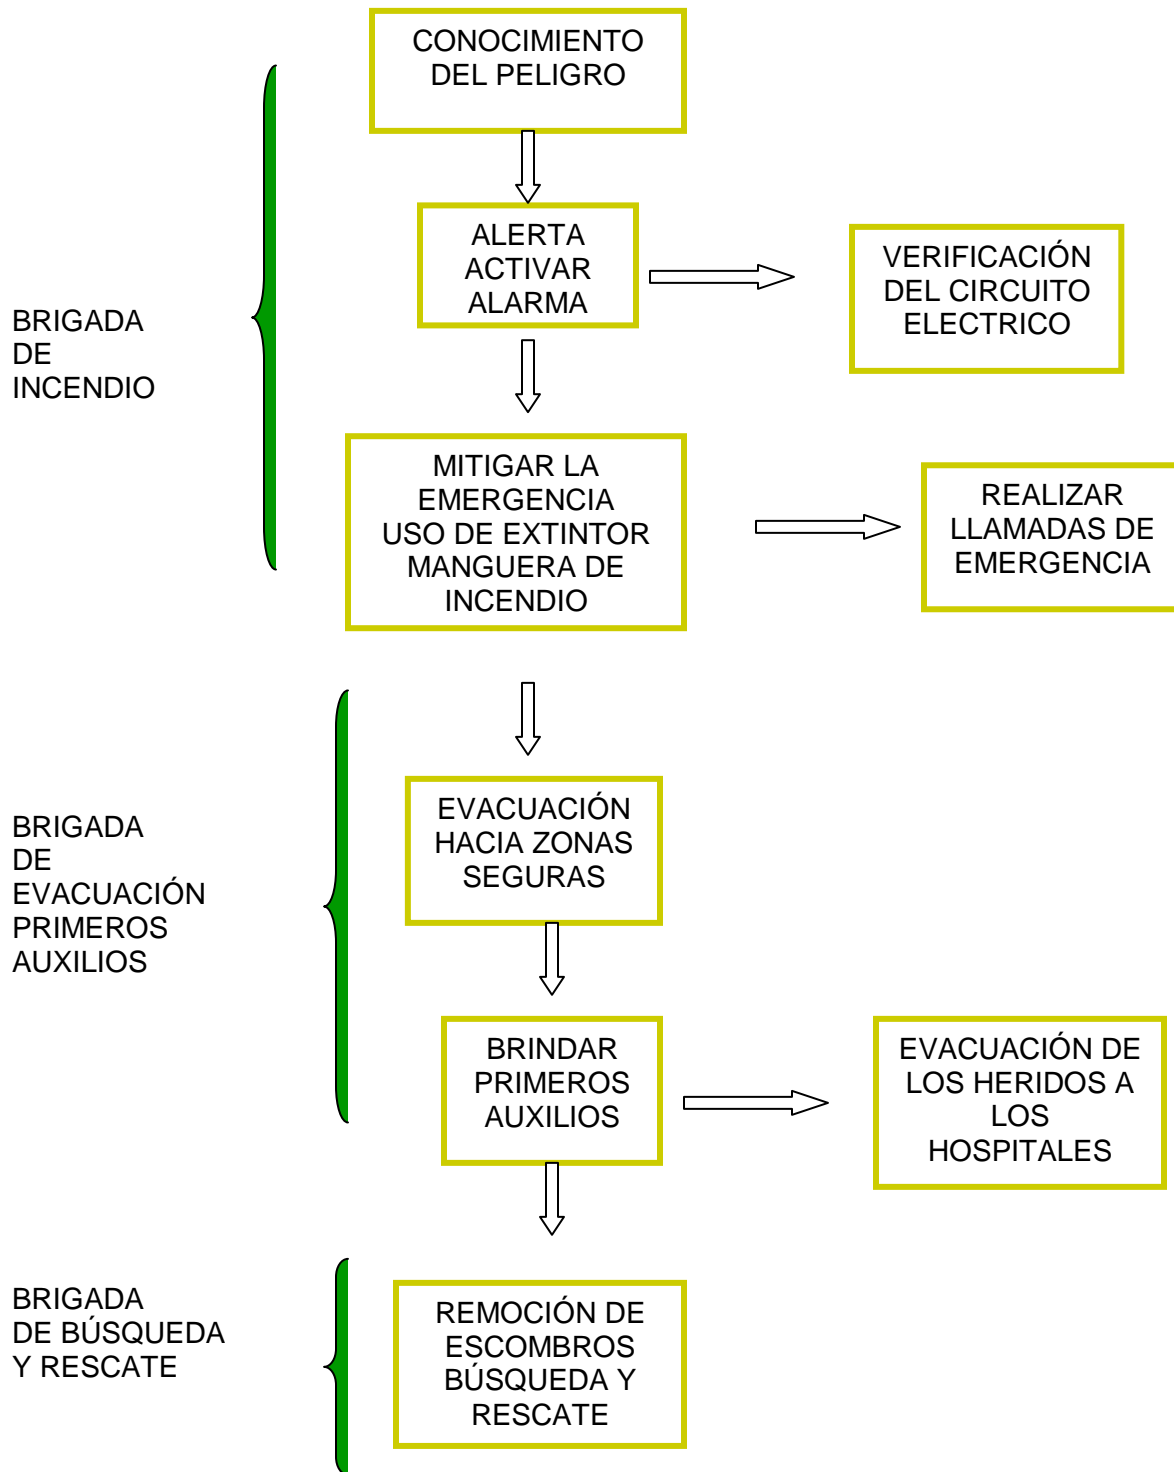 CONOCIMIENTO
DEL PELIGRO
ALERTA
ACTIVAR
ALARMA
VERIFICACIÓN
DEL CIRCUITO
ELECTRICO
BRIGADA
DE
INCENDIO
MITIGAR LA
EMERGENCIA
USO DE EXTINTOR
MANGUERA DE
INCENDIO
REALIZAR
LLAMADAS DE
EMERGENCIA
BRIGADA
DE
EVACUACIÓN
PRIMEROS
AUXILIOS
EVACUACIÓN
HACIA ZONAS
SEGURAS
BRINDAR
PRIMEROS
AUXILIOS
EVACUACIÓN DE
LOS HERIDOS A
LOS
HOSPITALES
BRIGADA
DE BÚSQUEDA
Y RESCATE
REMOCIÓN DE
ESCOMBROS
BÚSQUEDA Y
RESCATE